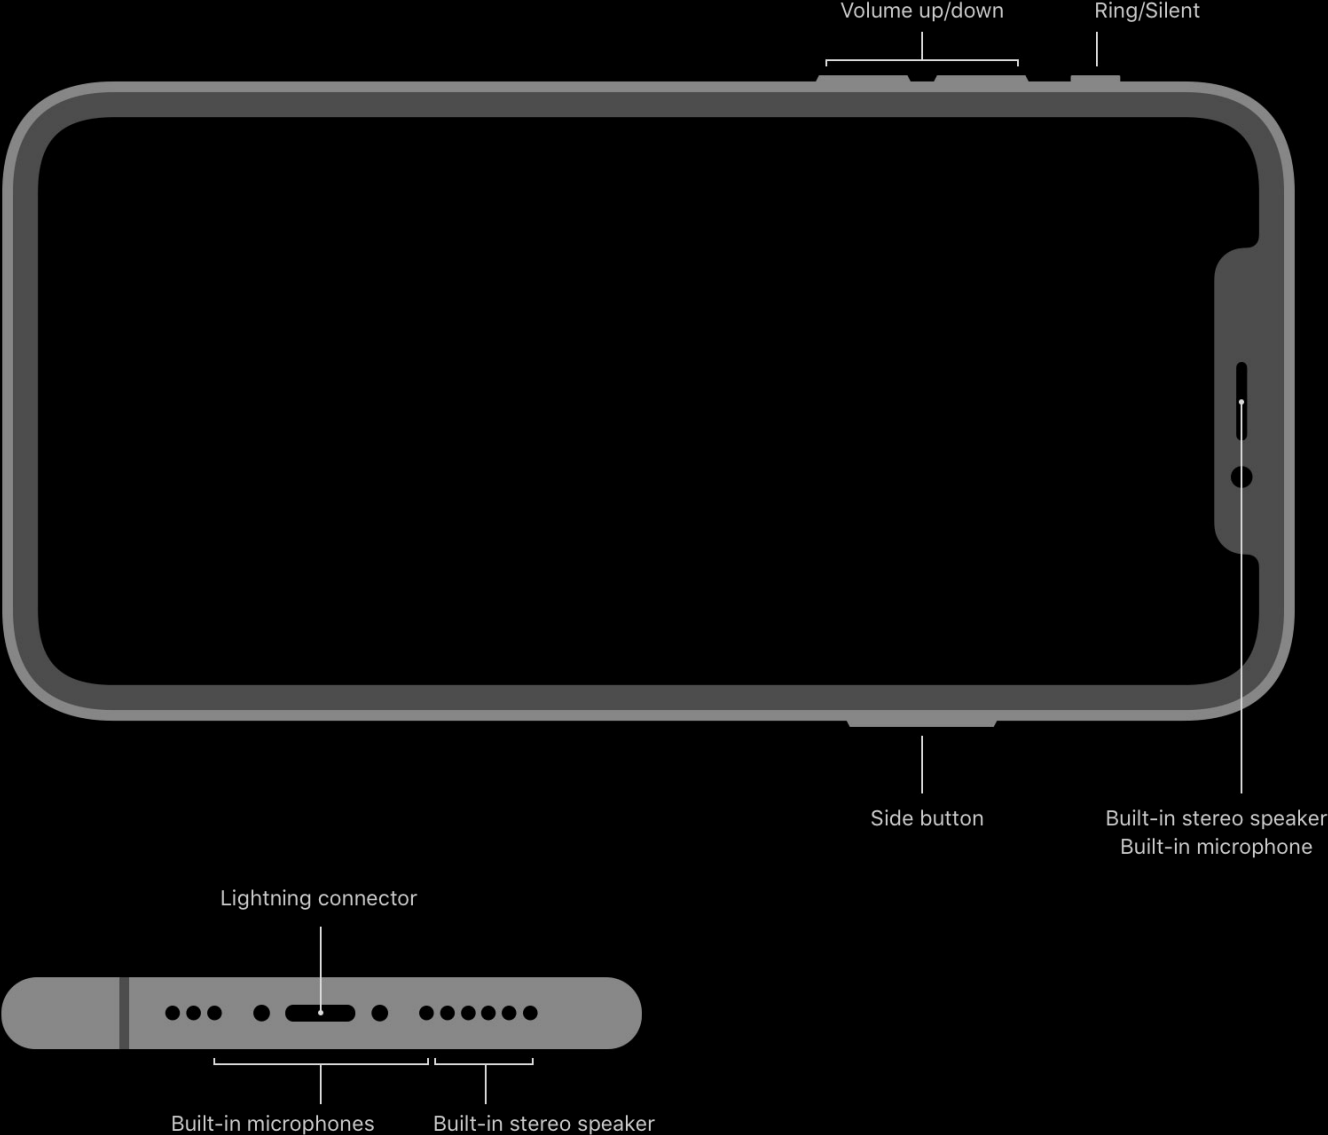 Volume up/down
Ring/Silent
Side button
Built-in stereo speaker
Built-in microphone
Lightning connector
Built-in microphones
Built-in stereo speaker